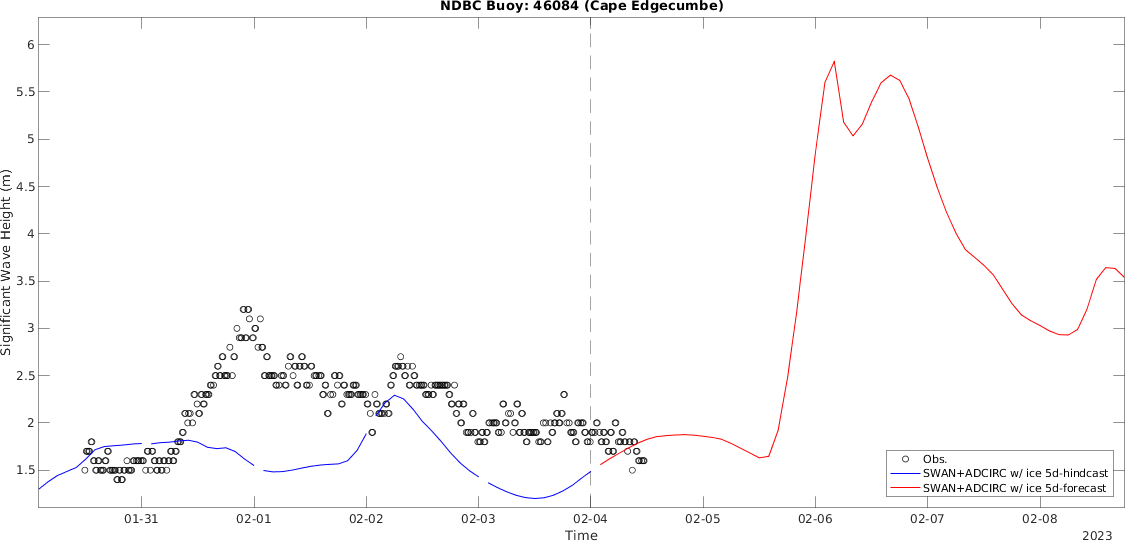 NDBC Buoy: 46084 (Cape Edgecumbe)
6
5.5
5
4.5
4
3.5
3
2.5
2
1.5
Significant Wave Height (m)
Obs.
SWAN+ADCIRC w/ ice 5d-hindcast
SWAN+ADCIRC w/ ice 5d-forecast
01-31 02-01 02-02 02-03 02-04 02-05 02-06 02-07 02-08
Time
2023